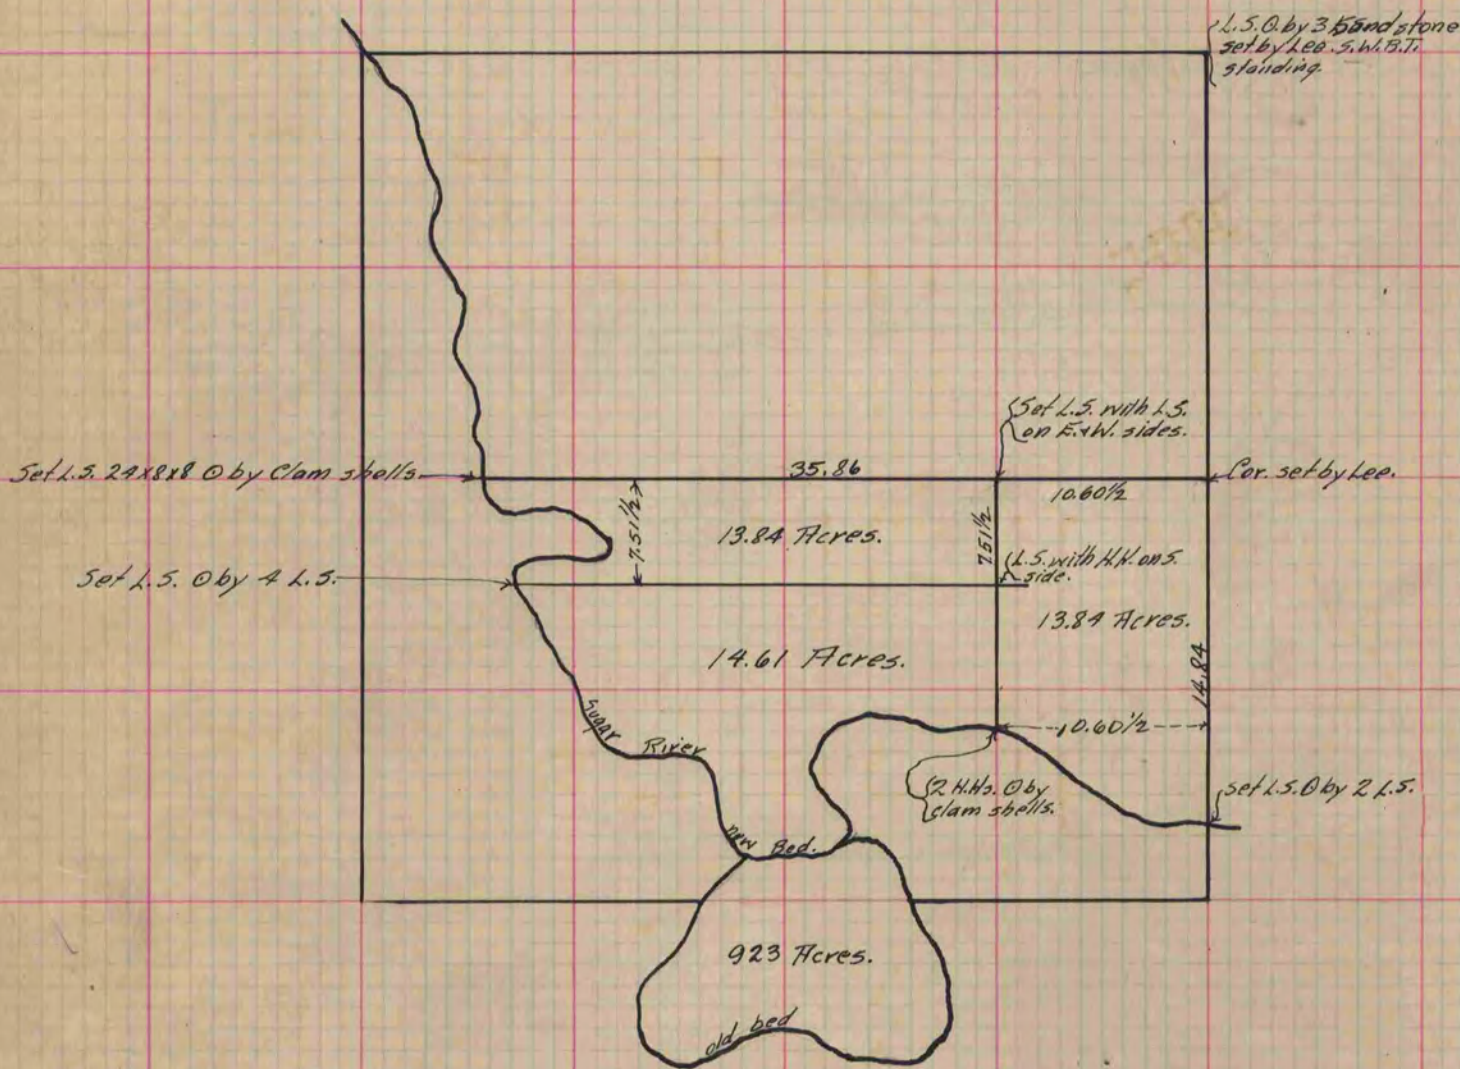 L.S. O by 3 Sandstone
set by Lee. S.W.B.T.
standing.
Set L.S. with L.S.
on E.&W. sides.
Set L.S. 24x8x8 O by Clam shells
35.86
Cor. set by Lee.
10.60½
7.51½
13.84 Acres.
7.51½
L.S. with H.H. on S.
side.
Set L.S. O by 4 L.S.
13.84 Acres.
14.61 Acres.
14.84
Sugar River
10.60½
2 H.Hs. O by
clam shells.
set L.S. O by 2 L.S.
new Bed.
923 Acres.
old bed